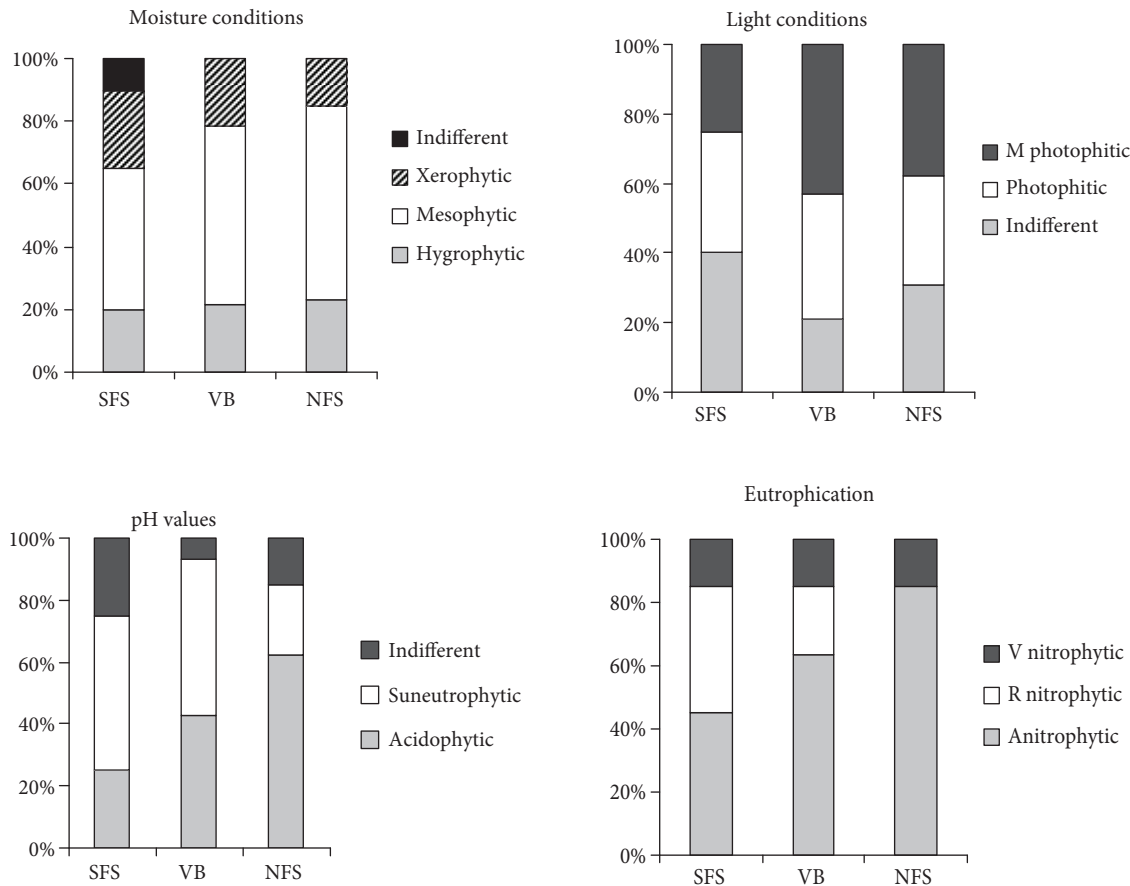 Moisture conditions
100%
80%
60%
40%
20%
0%
SFS VB NFS
Indifferent
Xerophytic
Mesophytic
Hygrophytic
Light conditions
100%
80%
60%
40%
20%
0%
SFS VB NFS
M photophitic
Photophitic
Indifferent
pH values
100%
80%
60%
40%
20%
0%
SFS VB NFS
Indifferent
Suneutrophytic
Acidophytic
Eutrophication
100%
80%
60%
40%
20%
0%
SFS VB NFS
V nitrophytic
R nitrophytic
Anitrophytic